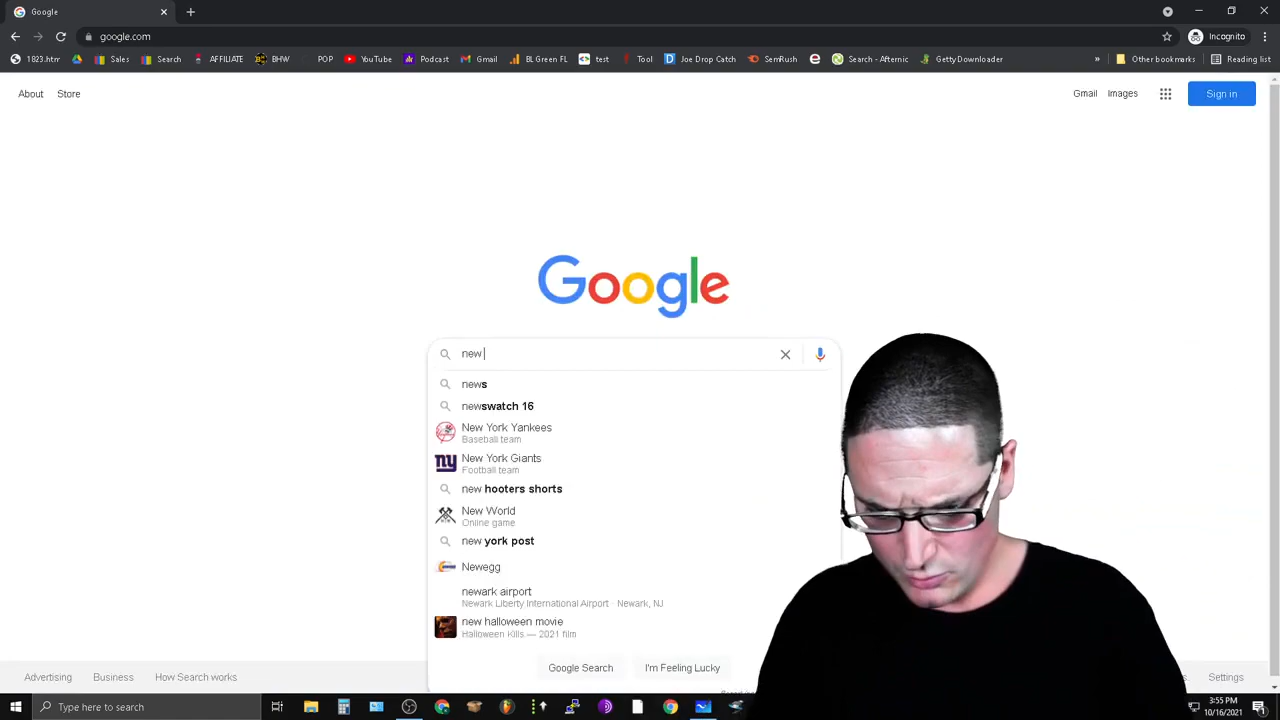 Google
google.com
Incognito
1823.htm Sales Search AFFILIATE BHW POP YouTube Podcast Gmail BL Green FL test Tool Joe Drop Catch SemRush Search - Afternic GettyDownloader » Other bookmarks Reading list
About Store Gmail Images Sign in
Google
new
news
newswatch 16
New York Yankees
Baseball team
New York Giants
Football team
new hooters shorts
New World
Online game
new york post
Newegg
newark airport
Newark Liberty International Airport · Newark, NJ
new halloween movie
Halloween Kills — 2021 film
Google Search I'm Feeling Lucky
Advertising Business How Search works Settings
Type here to search
3:55 PM
10/16/2021